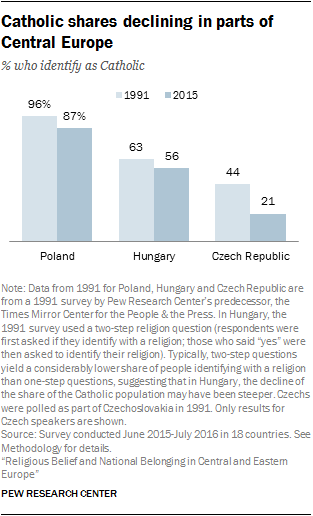 Catholic shares declining in parts of
Central Europe
% who identify as Catholic
1991 2015
96% 87% 63 56 44 21
Poland Hungary Czech Republic
Note: Data from 1991 for Poland, Hungary and Czech Republic are
from a 1991 survey by Pew Research Center's predecessor, the
Times Mirror Center for the People & the Press. In Hungary, the
1991 survey used a two-step religion question (respondents were
first asked if they identify with a religion; those who said “yes” were
then asked to identify their religion). Typically, two-step questions
yield a considerably lower share of people identifying with a religion
than one-step questions, suggesting that in Hungary, the decline of
the share of the Catholic population may have been steeper. Czechs
were polled as part of Czechoslovakia in 1991. Only results for
Czech speakers are shown.
Source: Survey conducted June 2015-July 2016 in 18 countries. See
Methodology for details.
“Religious Belief and National Belonging in Central and Eastern
Europe”
PEW RESEARCH CENTER